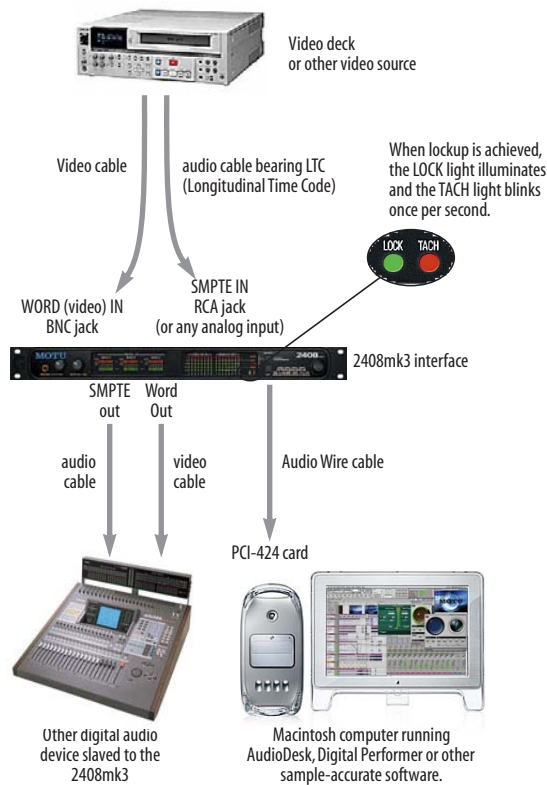 Video deck
or other video source
Video cable
audio cable bearing LTC
(Longitudinal Time Code)
When lockup is achieved,
the LOCK light illuminates
and the TACH light blinks
once per second.
LOCK TACH
WORD (video) IN
BNC jack
SMPTE IN
RCA jack
(or any analog input)
MOTU
2408
2408mk3 interface
SMPTE
out
Word
Out
audio
cable
video
cable
Audio Wire cable
PCI-424 card
MOTU
Other digital audio
device slaved to the
2408mk3
Macintosh computer running
AudioDesk, Digital Performer or other
sample-accurate software.